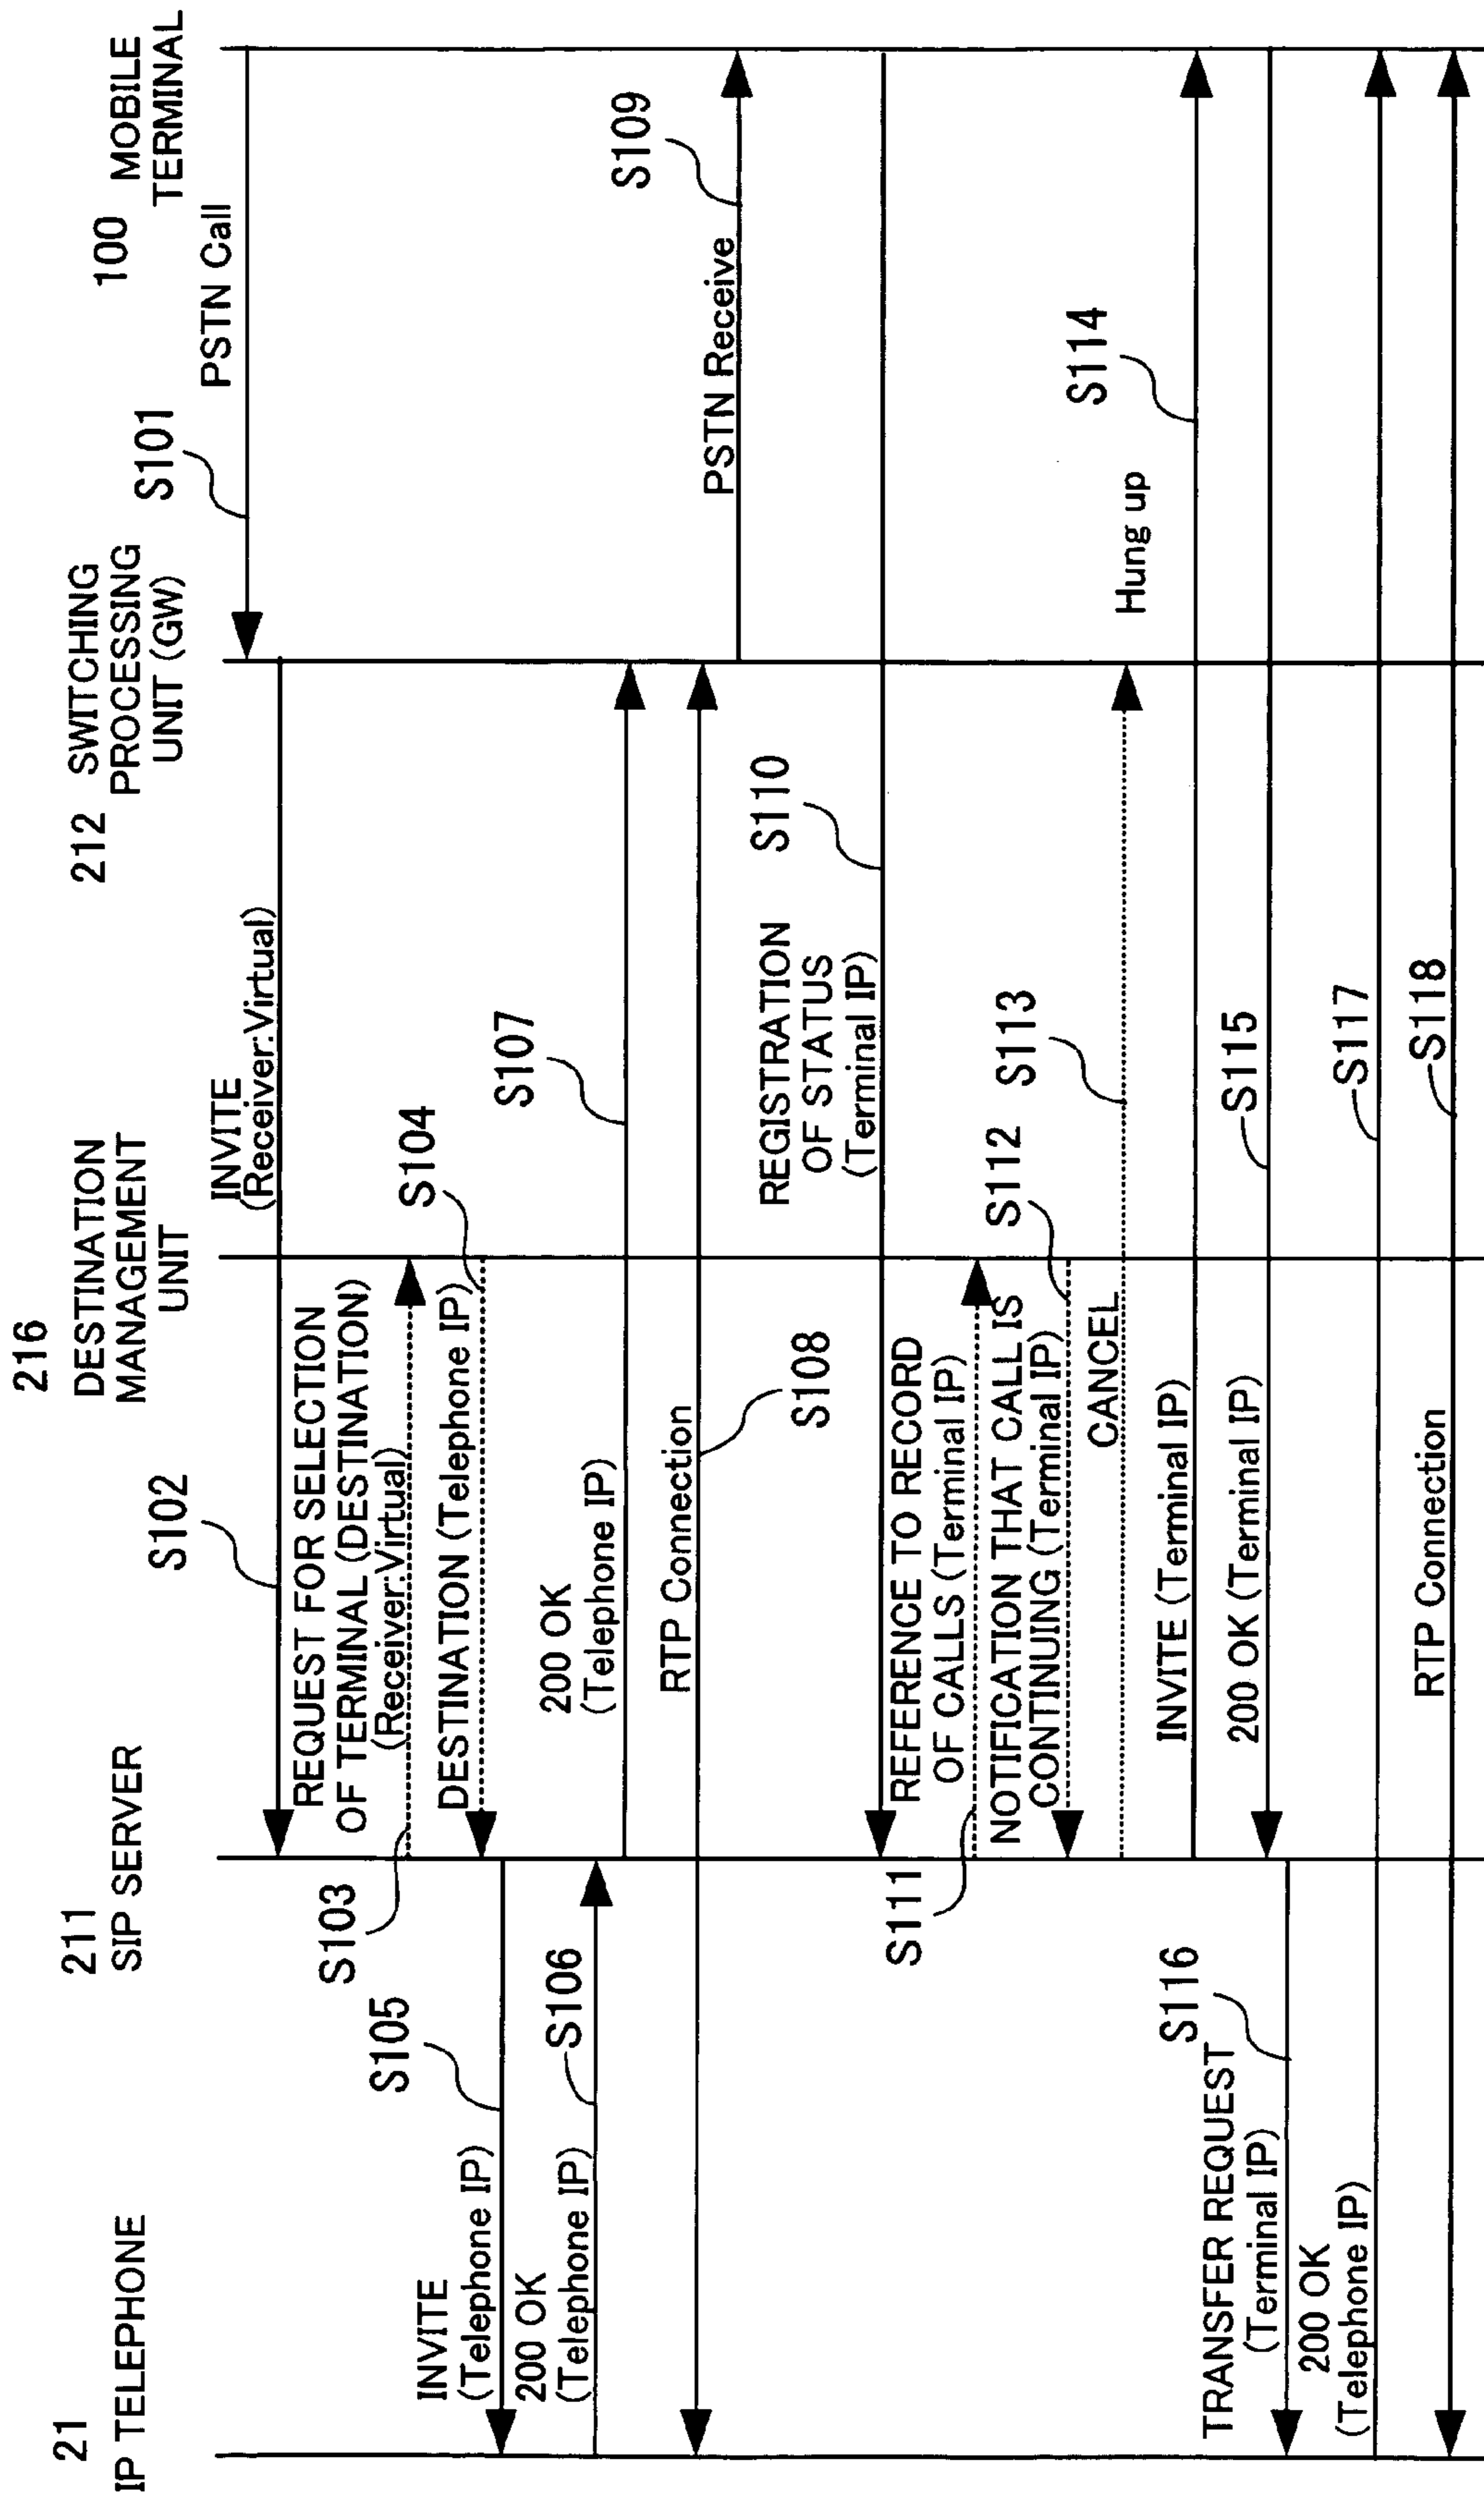 21
IP TELEPHONE
211
SIP SERVER
216
DESTINATION
MANAGEMENT
UNIT
212 SWITCHING
PROCESSING
UNIT (GW)
100 MOBILE
TERMINAL
S101
PSTN Call
S102
INVITE
(Receiver:Virtual)
REQUEST FOR SELECTION
OF TERMINAL (DESTINATION)
(Receiver:Virtual)
S103
S104
DESTINATION (Telephone IP)
S105
INVITE
(Telephone IP)
S106
200 OK
(Telephone IP)
S107
200 OK
(Telephone IP)
RTP Connection
S108
PSTN Receive
S109
S110
REGISTRATION
OF STATUS
(Terminal IP)
S111
REFERENCE TO RECORD
OF CALLS (Terminal IP)
S112
NOTIFICATION THAT CALL IS
CONTINUING (Terminal IP)
S113
CANCEL
Hung up
S114
INVITE (Terminal IP)
S115
200 OK (Terminal IP)
S116
TRANSFER REQUEST
(Terminal IP)
200 OK
(Telephone IP)
S117
RTP Connection
S118